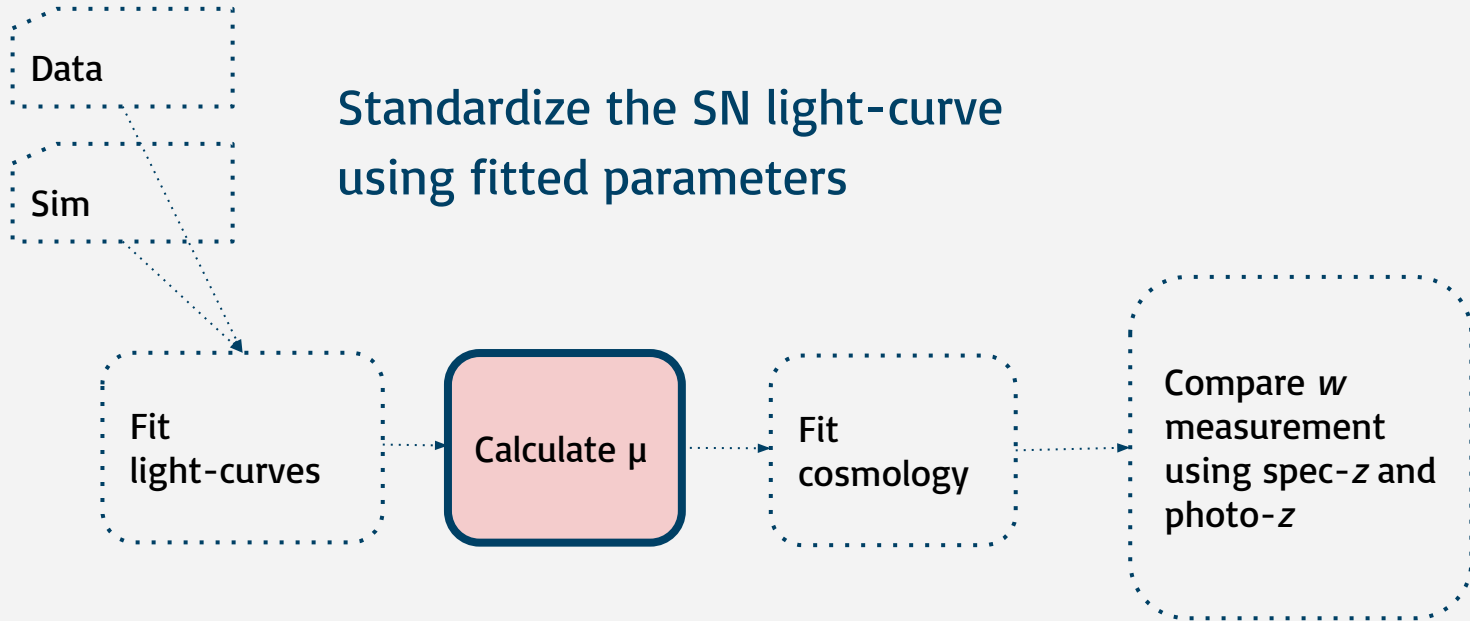 Data
Standardize the SN light-curve
using fitted parameters
Sim
Fit
light-curves
Calculate μ
Fit
cosmology
Compare w
measurement
using spec-z and
photo-z